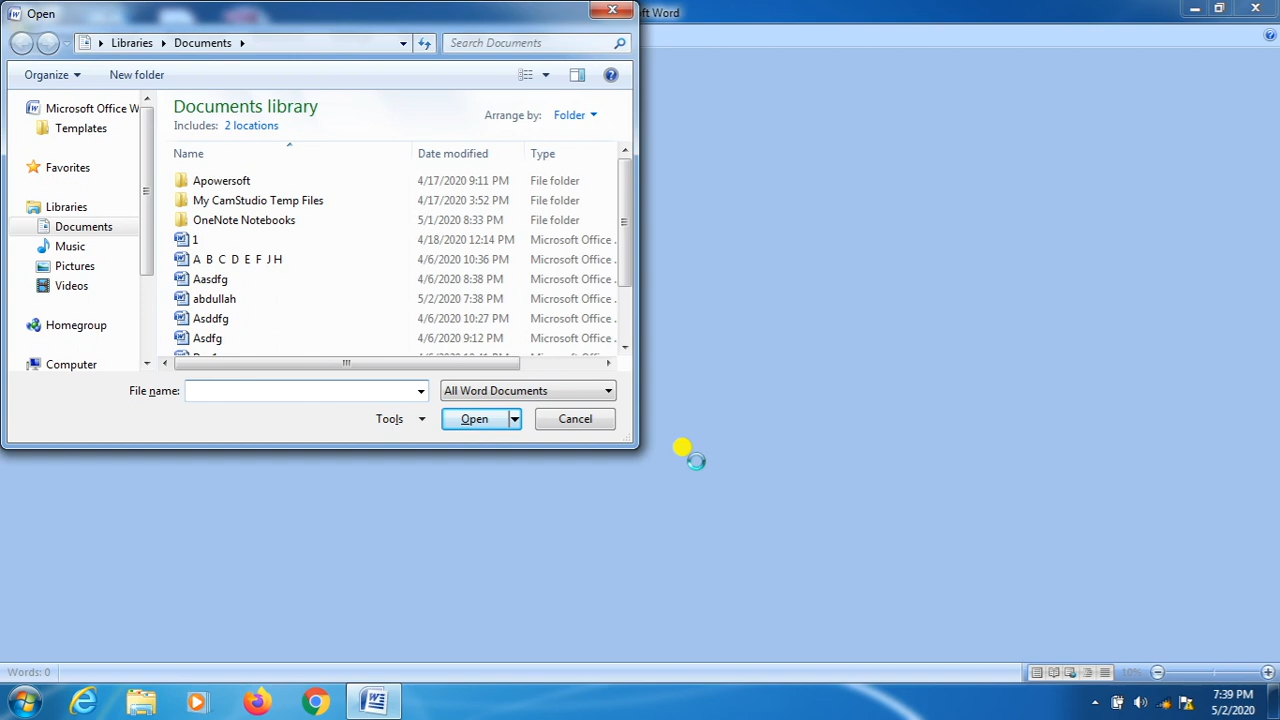 Open
ft Word
Libraries Documents
Search Documents
Organize New folder
Microsoft Office W
Templates
Favorites
Libraries
Documents
Music
Pictures
Videos
Homegroup
Computer
Documents library
Includes: 2 locations
Arrange by: Folder
Name Date modified Type
Apowersoft 4/17/2020 9:11 PM File folder
My CamStudio Temp Files 4/17/2020 3:52 PM File folder
OneNote Notebooks 5/1/2020 8:33 PM File folder
1 4/18/2020 12:14 PM Microsoft Office .
A B C D E F J H 4/6/2020 10:36 PM Microsoft Office .
Aasdfg 4/6/2020 8:38 PM Microsoft Office .
abdullah 5/2/2020 7:38 PM Microsoft Office .
Asddfg 4/6/2020 10:27 PM Microsoft Office .
Asdfg 4/6/2020 9:12 PM Microsoft Office .
File name: All Word Documents
Tools Open Cancel
Words: 0
7:39 PM
5/2/2020